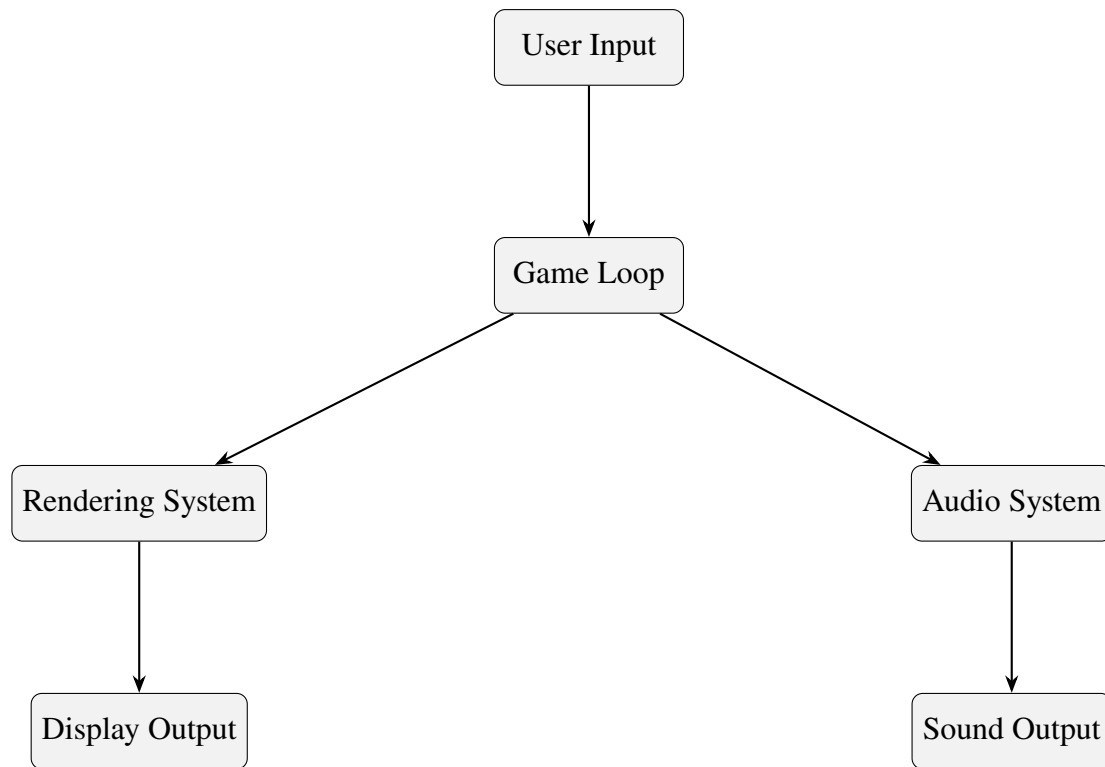 User Input
Game Loop
Rendering System
Audio System
Display Output
Sound Output